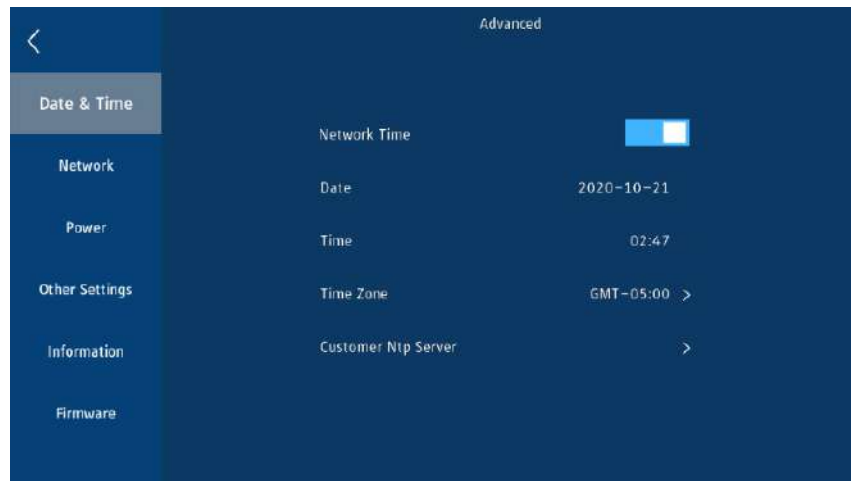 Advanced
Date & Time
Network
Power
Other Settings
Information
Firmware
Network Time
Date 2020-10-21
Time 02:47
Time Zone GMT-05:00 >
Customer Ntp Server >